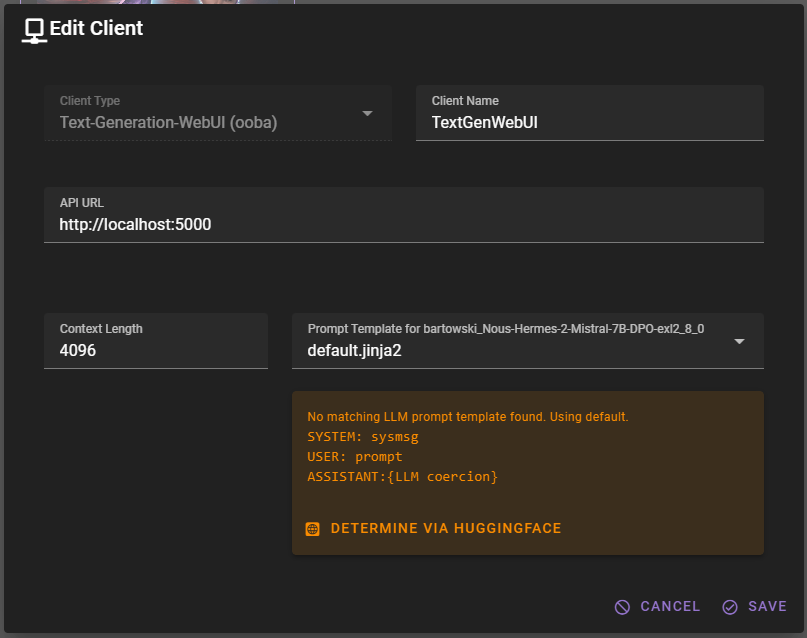 Edit Client
Client Type
Text-Generation-WebUI (ooba)
Client Name
TextGenWebUI
API URL
http://localhost:5000
Context Length
4096
Prompt Template for bartowski_Nous-Hermes-2-Mistral-7B-DPO-exl2_8_0
default.jinja2
No matching LLM prompt template found. Using default.
SYSTEM: sysmsg
USER: prompt
ASSISTANT:{LLM coercion}
DETERMINE VIA HUGGINGFACE
CANCEL
SAVE